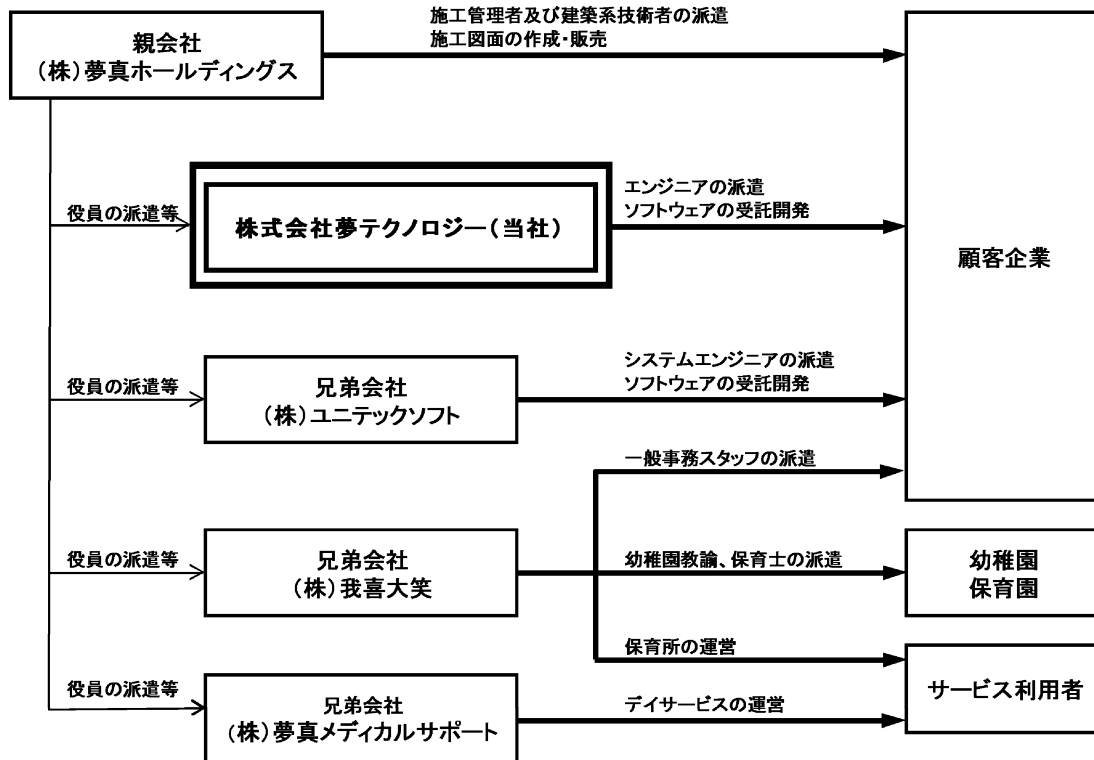 施工管理者及び建築系技術者の派遣
施工図面の作成・販売
親会社
（株）夢真ホールディングス
役員の派遣等
株式会社夢テクノロジー（当社）
エンジニアの派遣
ソフトウェアの受託開発
顧客企業
役員の派遣等
兄弟会社
（株）ユニテックソフト
システムエンジニアの派遣
ソフトウェアの受託開発
一般事務スタッフの派遣
役員の派遣等
兄弟会社
（株）我喜大笑
幼稚園教諭、保育士の派遣
幼稚園
保育園
保育所の運営
サービス利用者
役員の派遣等
兄弟会社
（株）夢真メディカルサポート
デイサービスの運営